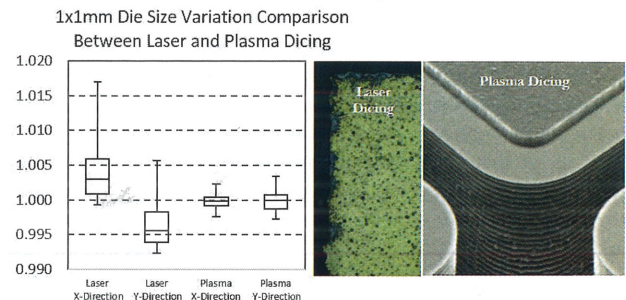 1x1mm Die Size Variation Comparison
Between Laser and Plasma Dicing
1.020
1.015
1.010
1.005
1.000
0.995
0.990
Laser
X-Direction
Laser
Y-Direction
Plasma
X-Direction
Plasma
Y-Direction
Laser
Dicing
Plasma Dicing